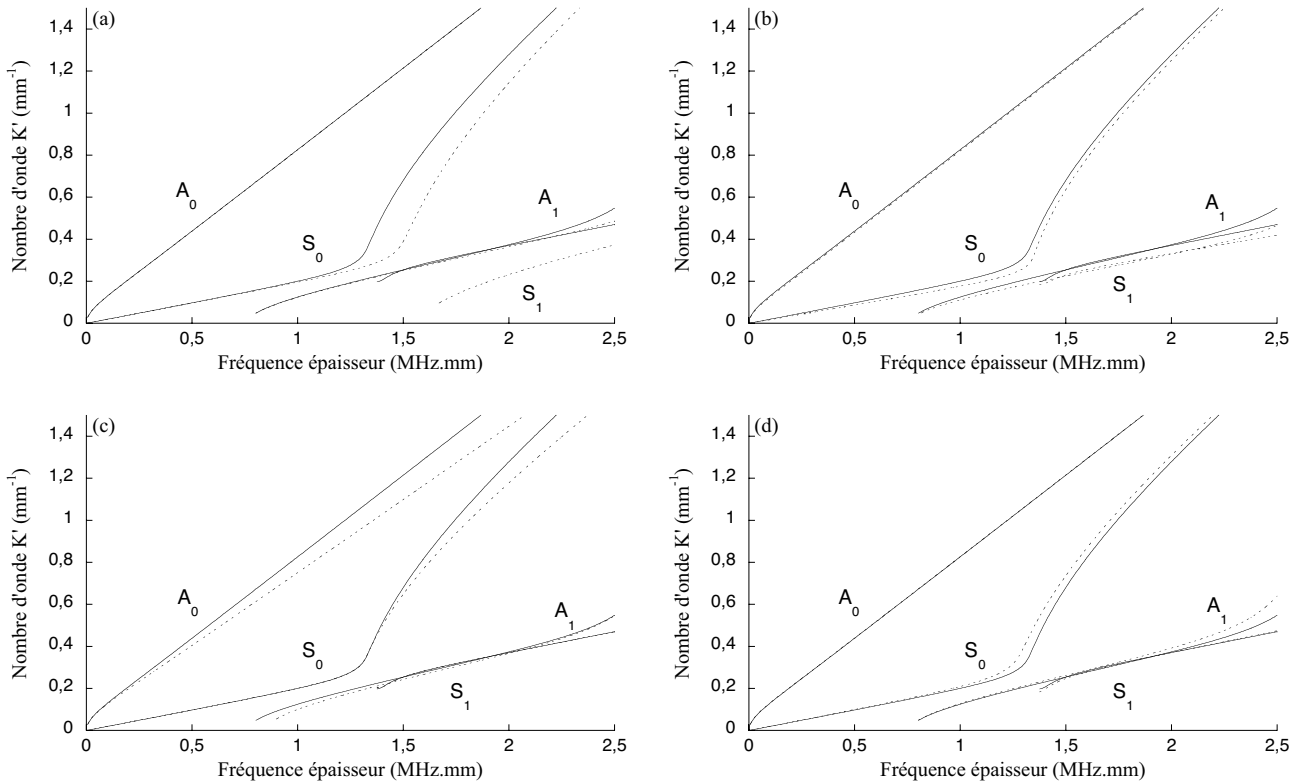 (a)
Nombre d'onde K' (mm⁻¹)
1,4
1,2
1
0,8
0,6
0,4
0,2
0
A₀
S₀
A₁
S₁
0 0,5 1 1,5 2 2,5
Fréquence épaisseur (MHz.mm)
(b)
Nombre d'onde K' (mm⁻¹)
1,4
1,2
1
0,8
0,6
0,4
0,2
0
A₀
S₀
A₁
S₁
0 0,5 1 1,5 2 2,5
Fréquence épaisseur (MHz.mm)
(c)
Nombre d'onde K' (mm⁻¹)
1,4
1,2
1
0,8
0,6
0,4
0,2
0
A₀
S₀
A₁
S₁
0 0,5 1 1,5 2 2,5
Fréquence épaisseur (MHz.mm)
(d)
Nombre d'onde K' (mm⁻¹)
1,4
1,2
1
0,8
0,6
0,4
0,2
0
A₀
S₀
A₁
S₁
0 0,5 1 1,5 2 2,5
Fréquence épaisseur (MHz.mm)